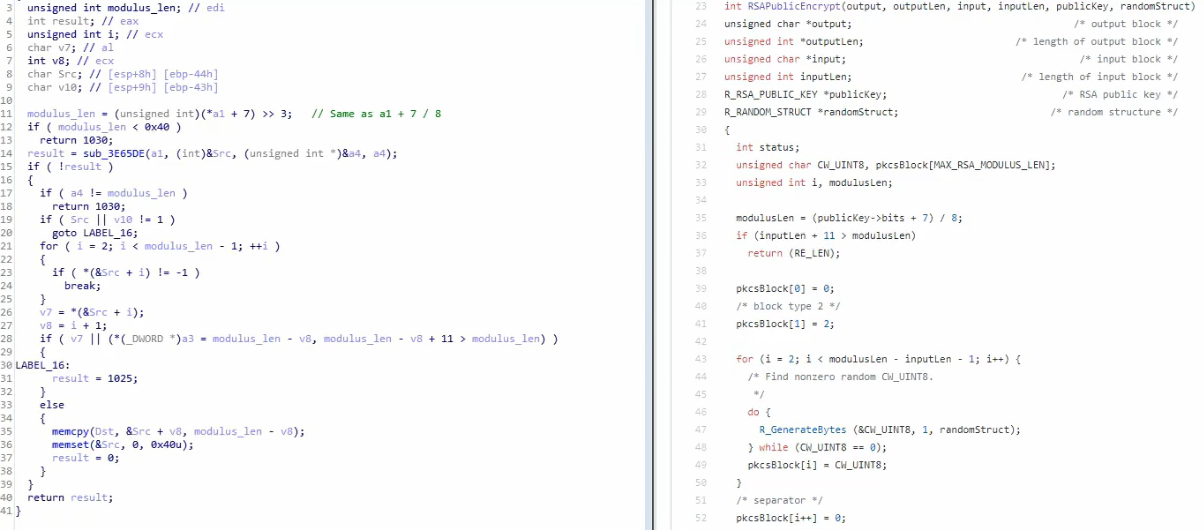 3 unsigned int modulus_len; // edi
4 int result; // eax
5 unsigned int i; // ecx
6 char v7; // al
7 int v8; // ecx
8 char Src; // [esp+8h] [ebp-44h]
9 char v10; // [esp+9h] [ebp-43h]
10
11 modulus_len = (unsigned int)(*a1 + 7) >> 3; // Same as a1 + 7 / 8
12 if ( modulus_len < 0x40 )
13 return 1030;
14 result = sub_3E65DE(a1, (int)&Src, (unsigned int *)&a4, a4);
15 if ( !result )
16 {
17 if ( a4 != modulus_len )
18 return 1030;
19 if ( Src || v10 != 1 )
20 goto LABEL_16;
21 for ( i = 2; i < modulus_len - 1; ++i )
22 {
23 if ( *(&Src + i) != -1 )
24 break;
25 }
26 v7 = *(&Src + i);
27 v8 = i + 1;
28 if ( v7 || (*(_DWORD *)a3 = modulus_len - v8, modulus_len - v8 + 11 > modulus_len) )
29 {
30 LABEL_16:
31 result = 1025;
32 }
33 else
34 {
35 memcpy(Dst, &Src + v8, modulus_len - v8);
36 memset(&Src, 0, 0x40u);
37 result = 0;
38 }
39 }
40 return result;
41 }
23 int RSAPublicEncrypt(output, outputLen, input, inputLen, publicKey, randomStruct)
24 unsigned char *output; /* output block */
25 unsigned int *outputLen; /* length of output block */
26 unsigned char *input; /* input block */
27 unsigned int inputLen; /* length of input block */
28 R_RSA_PUBLIC_KEY *publicKey; /* RSA public key */
29 R_RANDOM_STRUCT *randomStruct; /* random structure */
30 {
31 int status;
32 unsigned char CW_UINT8, pkcsBlock[MAX_RSA_MODULUS_LEN];
33 unsigned int i, modulusLen;
34
35 modulusLen = (publicKey->bits + 7) / 8;
36 if (inputLen + 11 > modulusLen)
37 return (RE_LEN);
38
39 pkcsBlock[0] = 0;
40 /* block type 2 */
41 pkcsBlock[1] = 2;
42
43 for (i = 2; i < modulusLen - inputLen - 1; i++) {
44 /* Find nonzero random CW_UINT8.
45 */
46 do {
47 R_GenerateBytes (&CW_UINT8, 1, randomStruct);
48 } while (CW_UINT8 == 0);
49 pkcsBlock[i] = CW_UINT8;
50 }
51 /* separator */
52 pkcsBlock[i++] = 0;